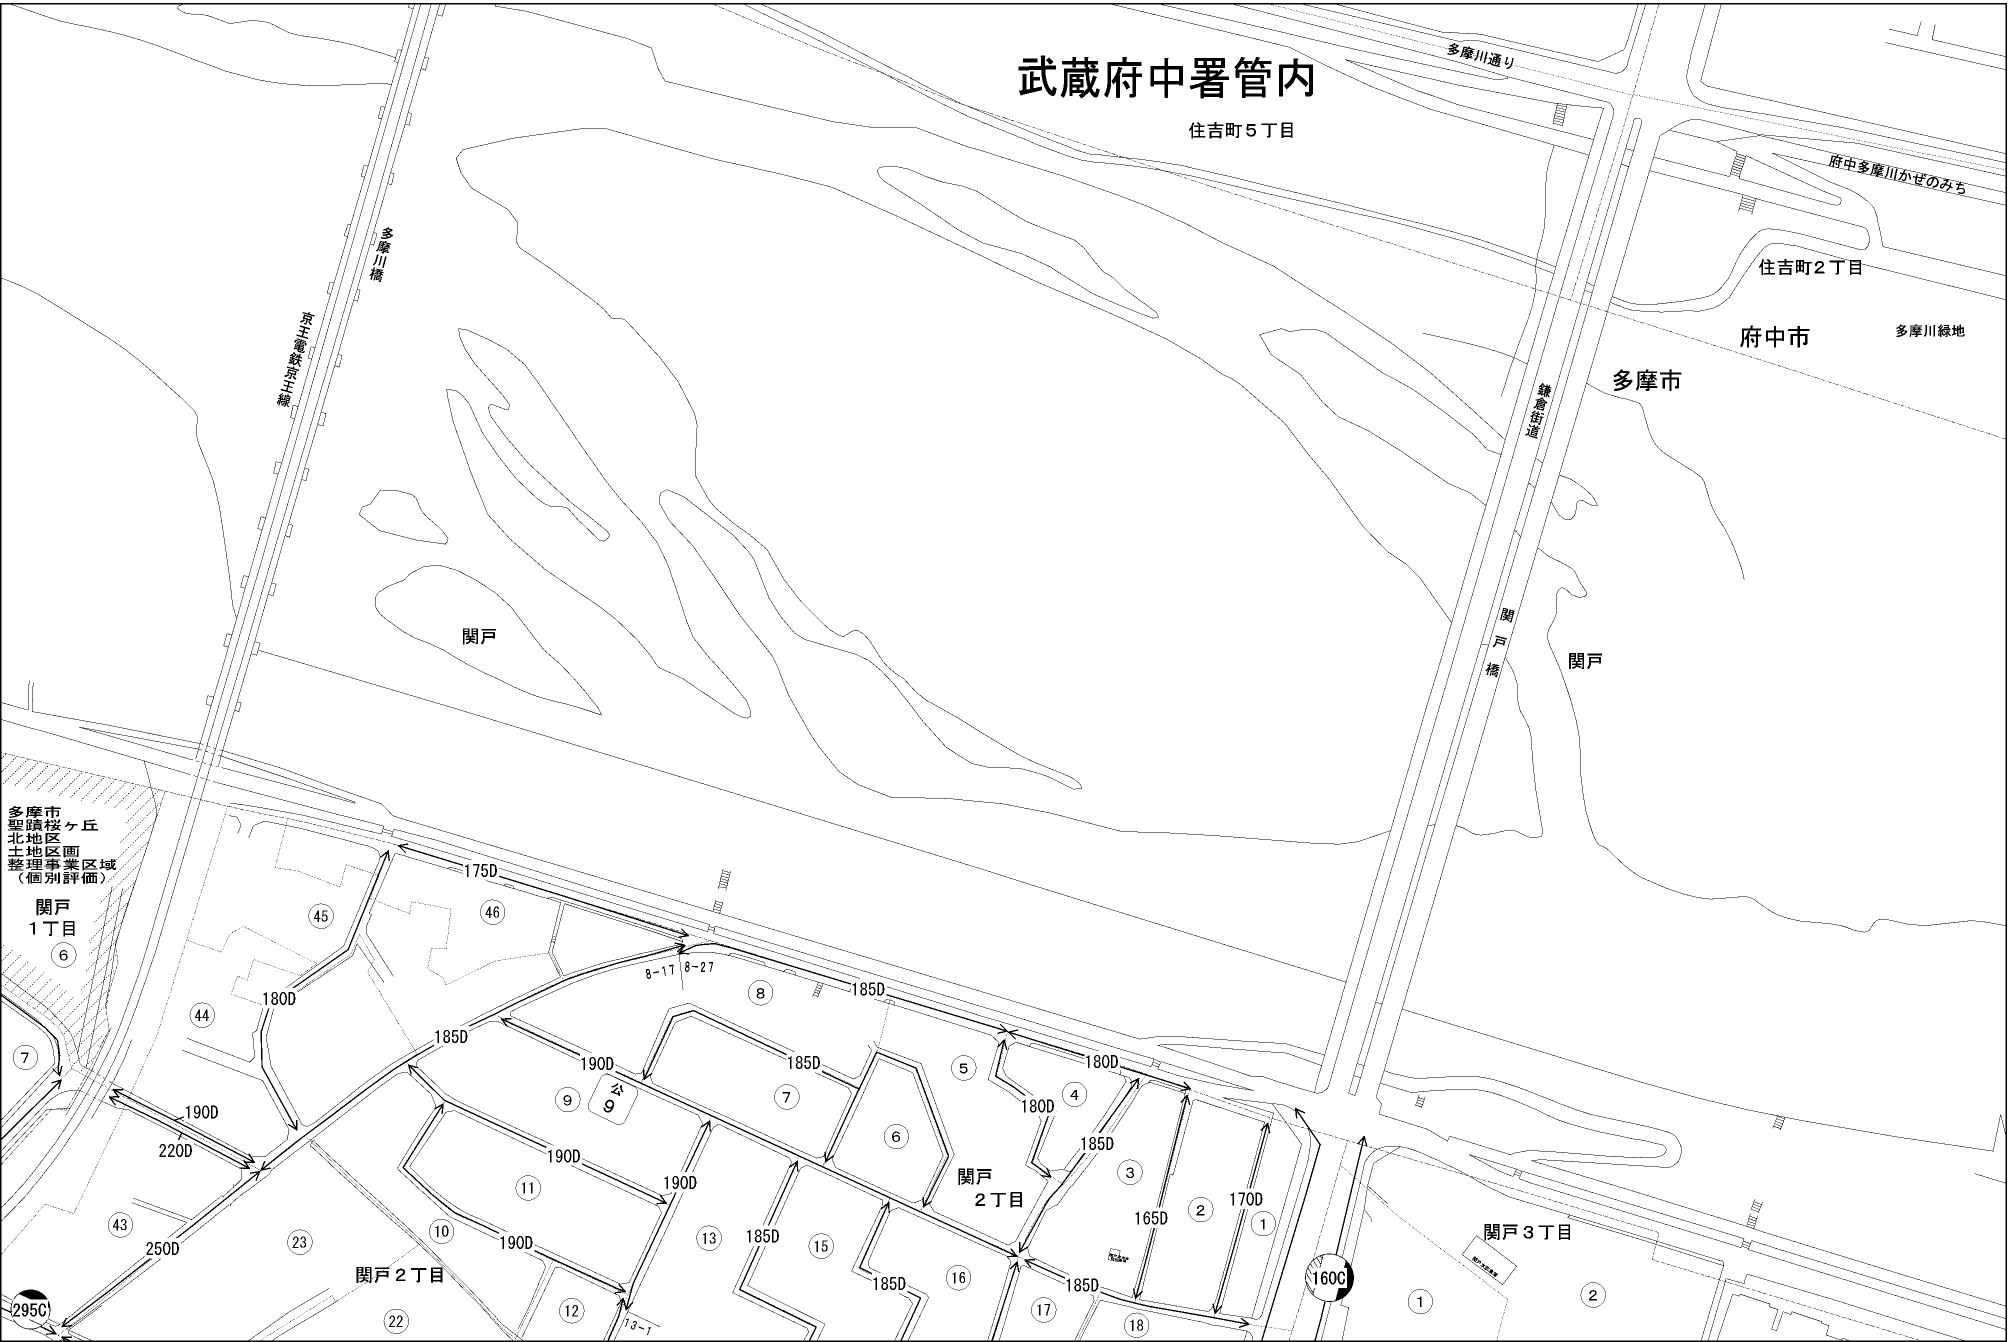 多摩川通り
武蔵府中署管内
住吉町５丁目
府中多摩川かぜのみち
住吉町２丁目
多摩川緑地
府中市
多摩市
多摩川橋
京王電鉄京王線
鎌倉街道
関戸橋
関戸
関戸
多摩市
聖蹟桜ヶ丘
北地区
土地区画
整理事業区域
（個別評価）
関戸
１丁目
6
7
175D
45
46
180D
44
8-17
8-27
8
185D
185D
190D
公
9
9
185D
7
6
5
180D
4
180D
185D
190D
220D
190D
11
190D
190D
10
関戸
２丁目
3
165D
2
170D
1
43
250D
23
関戸２丁目
22
295C
12
13-1
13
185D
15
185D
16
185D
17
18
160C
関戸３丁目
1
2